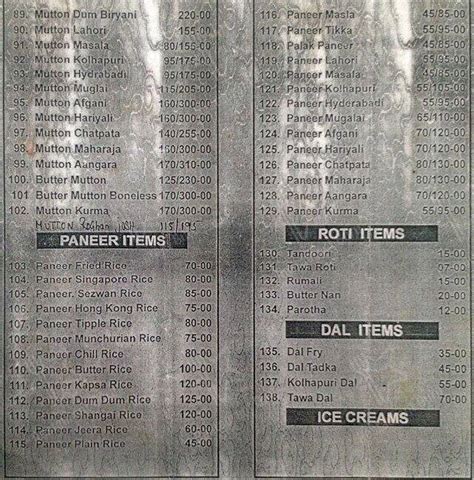 89. Mutton Dum Biryani 220-00
90. Mutton Lahori 155-00
91. Mutton Masala 80/155-00
92. Mutton Kolhapuri 95/175-00
93. Mutton Hydrabadi 95/175-00
94. Mutton Muglai 115/205-00
95. Mutton Afgani 160/300-00
96. Mutton Hariyali 160/300-00
97. Mutton Chatpata 140/255-00
98. Mutton Maharaja 160/300-00
99. Mutton Aangara 170/310-00
100. Butter Mutton 125/230-00
101 Butter Mutton Boneless 170/300-00
102. Mutton Kurma 170/300-00
MUTTON Roghan JOSH 115/195
PANEER ITEMS
103. Paneer Fried Rice 70-00
104. Paneer Singapore Rice 80-00
105. Paneer. Sezwan Rice 85-00
106. Paneer Hong Kong Rice 75-00
107. Paneer Tipple Rice 80-00
108. Paneer Munchurian Rice 75-00
109. Paneer Chill Rice 80-00
110. Paneer Butter Rice 100-00
111. Paneer Kapsa Rice 120-00
112. Paneer Dum Dum Rice 125-00
113. Paneer Shangai Rice 120-00
114. Paneer Jeera Rice 60-00
115. Paneer Plain Rice 45-00
116. Paneer Masla 45/85-00
117. Paneer Tikka 55/95-00
118. Palak Paneer 45/85-00
119. Paneer Lahori 55/95-00
120. Paneer Masala 45/85-00
121. Paneer Kolhapuri 55/95-00
122. Paneer Hyderabadi 55/95-00
123. Paneer Mugalai 65/110-00
124. Paneer Afgani 70/120-00
125. Paneer Hariyali 70/120-00
126. Paneer Chatpata 80/130-00
127. Paneer Maharaja 80/130-00
128. Paneer Aangara 70/120-00
129. Paneer Kurma 55/95-00
ROTI ITEMS
130. Tandoori 15-00
131. Tawa Roti 07-00
132. Rumali 15-00
133. Butter Nan 20-00
134. Parotha 12-00
DAL ITEMS
135. Dal Fry 35-00
136. Dal Tadka 45-00
137. Kolhapuri Dal 55-00
138. Tawa Dal 70-00
ICE CREAMS